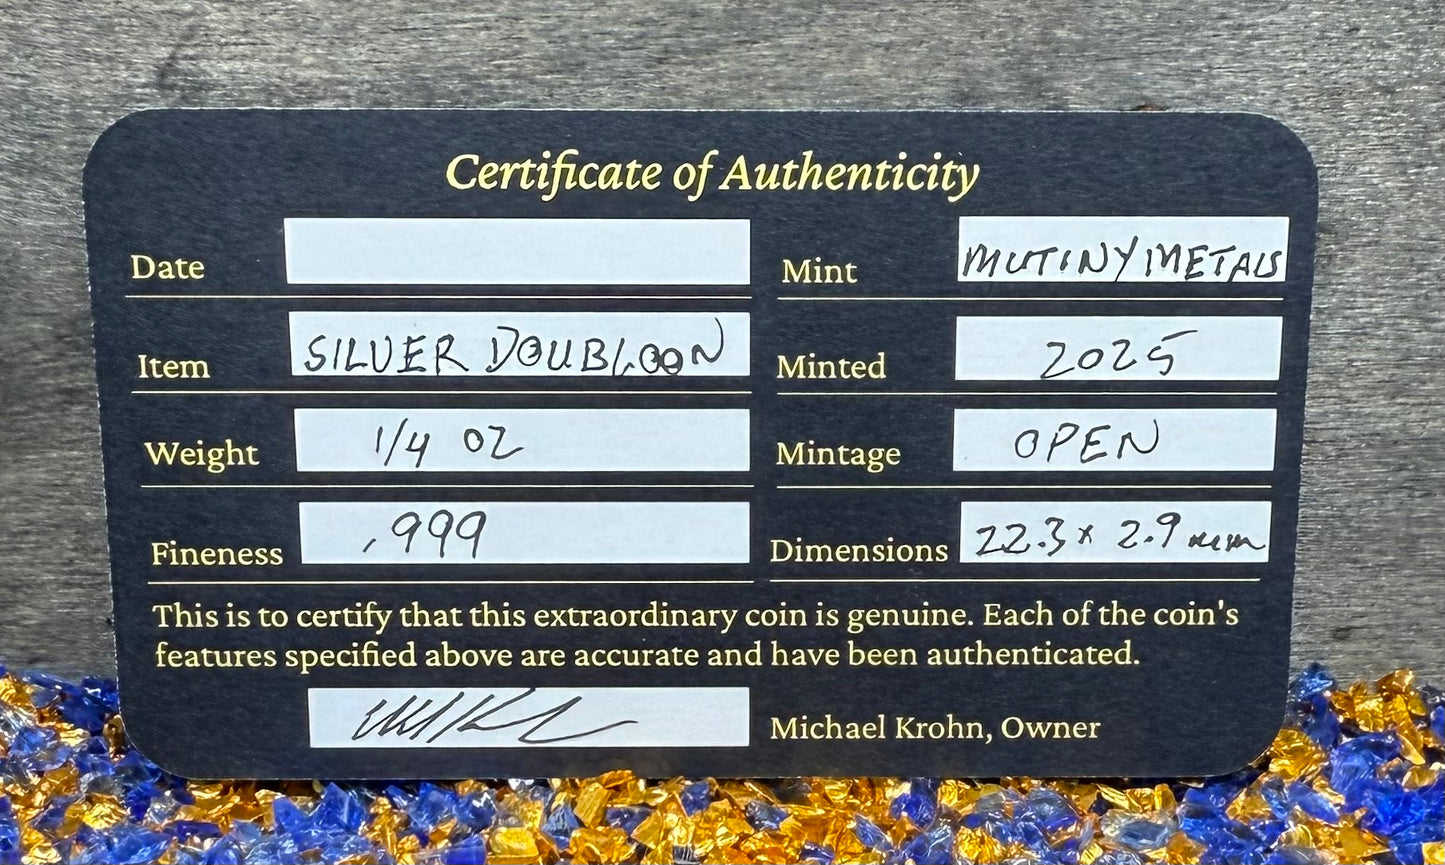 Certificate of Authenticity
Date
Mint MUTINY METALS
Item SILVER DOUBLOON
Minted 2025
Weight 1/4 OZ
Mintage OPEN
Fineness .999
Dimensions 22.3 x 2.9 mm
This is to certify that this extraordinary coin is genuine. Each of the coin's
features specified above are accurate and have been authenticated.
Michael Krohn, Owner